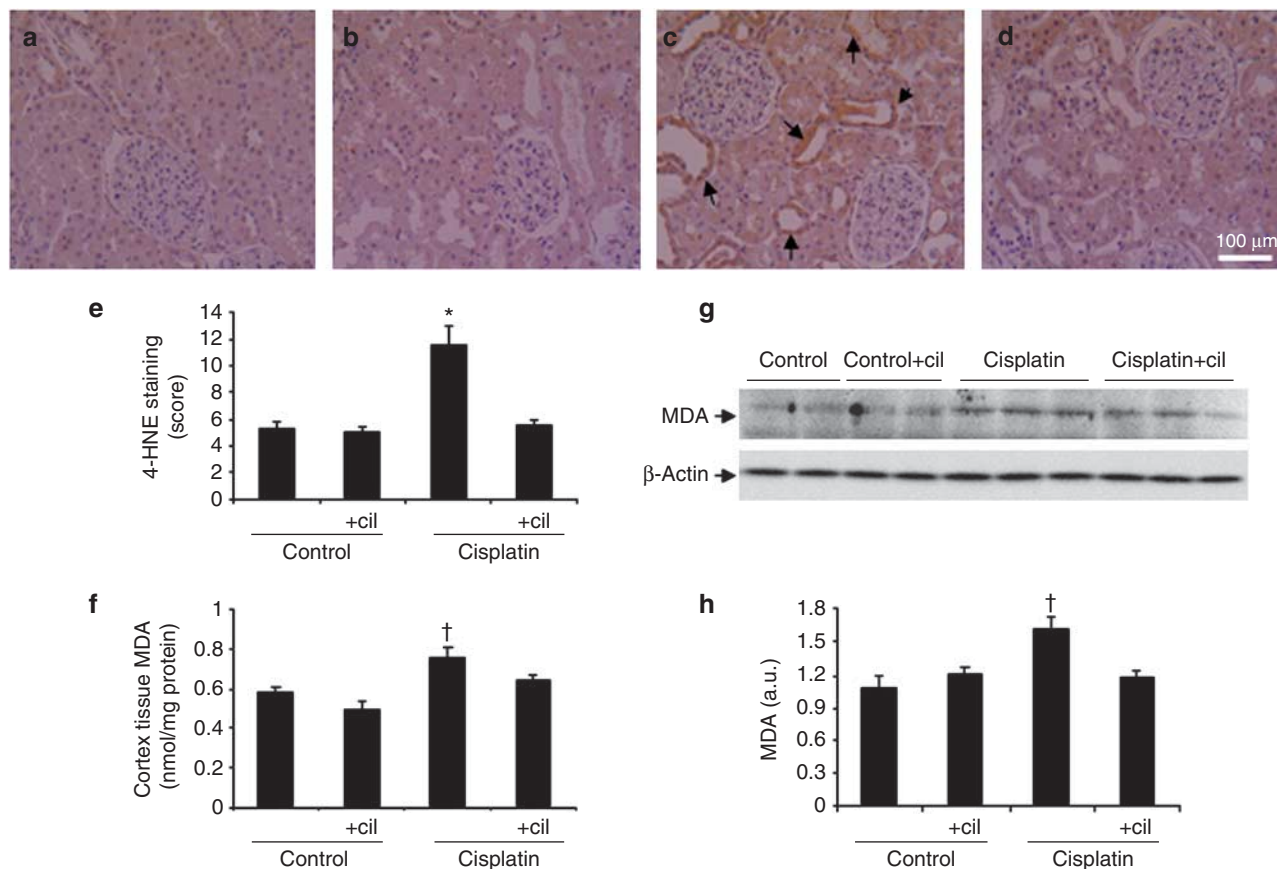 a
b
c
d
100 µm
e
14
12
10
8
6
4
2
0
4-HNE staining
(score)
*
+cil
+cil
Control
Cisplatin
g
Control
Control+cil
Cisplatin
Cisplatin+cil
MDA
β-Actin
f
1
0.8
0.6
0.4
0.2
0
Cortex tissue MDA
(nmol/mg protein)
†
+cil
+cil
Control
Cisplatin
h
1.8
1.5
1.2
0.9
0.6
0.3
0
MDA (a.u.)
†
+cil
+cil
Control
Cisplatin